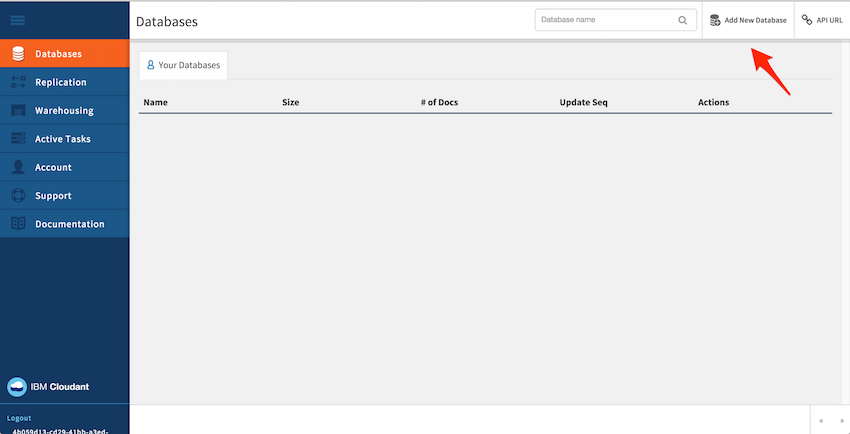 Databases
Database name
Add New Database
API URL
Databases
Replication
Warehousing
Active Tasks
Account
Support
Documentation
Your Databases
Name Size # of Docs Update Seq Actions
IBM Cloudant
Logout
4b059d13-cd29-41bb-a3ed-
« »